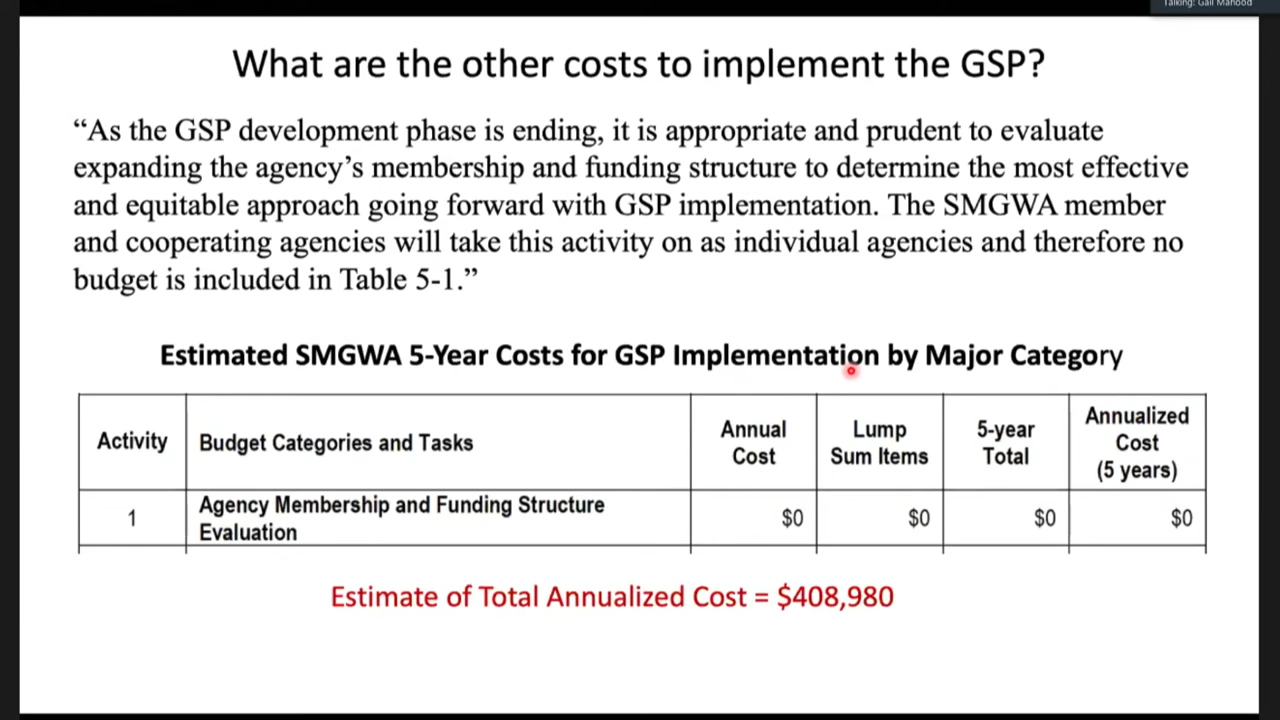 Talking: Gail Mahood
What are the other costs to implement the GSP?
“As the GSP development phase is ending, it is appropriate and prudent to evaluate
expanding the agency’s membership and funding structure to determine the most effective
and equitable approach going forward with GSP implementation. The SMGWA member
and cooperating agencies will take this activity on as individual agencies and therefore no
budget is included in Table 5-1.”
Estimated SMGWA 5-Year Costs for GSP Implementation by Major Category
Activity
Budget Categories and Tasks
Annual
Cost
Lump
Sum Items
5-year
Total
Annualized
Cost
(5 years)
1
Agency Membership and Funding Structure
Evaluation
$0
$0
$0
$0
Estimate of Total Annualized Cost = $408,980